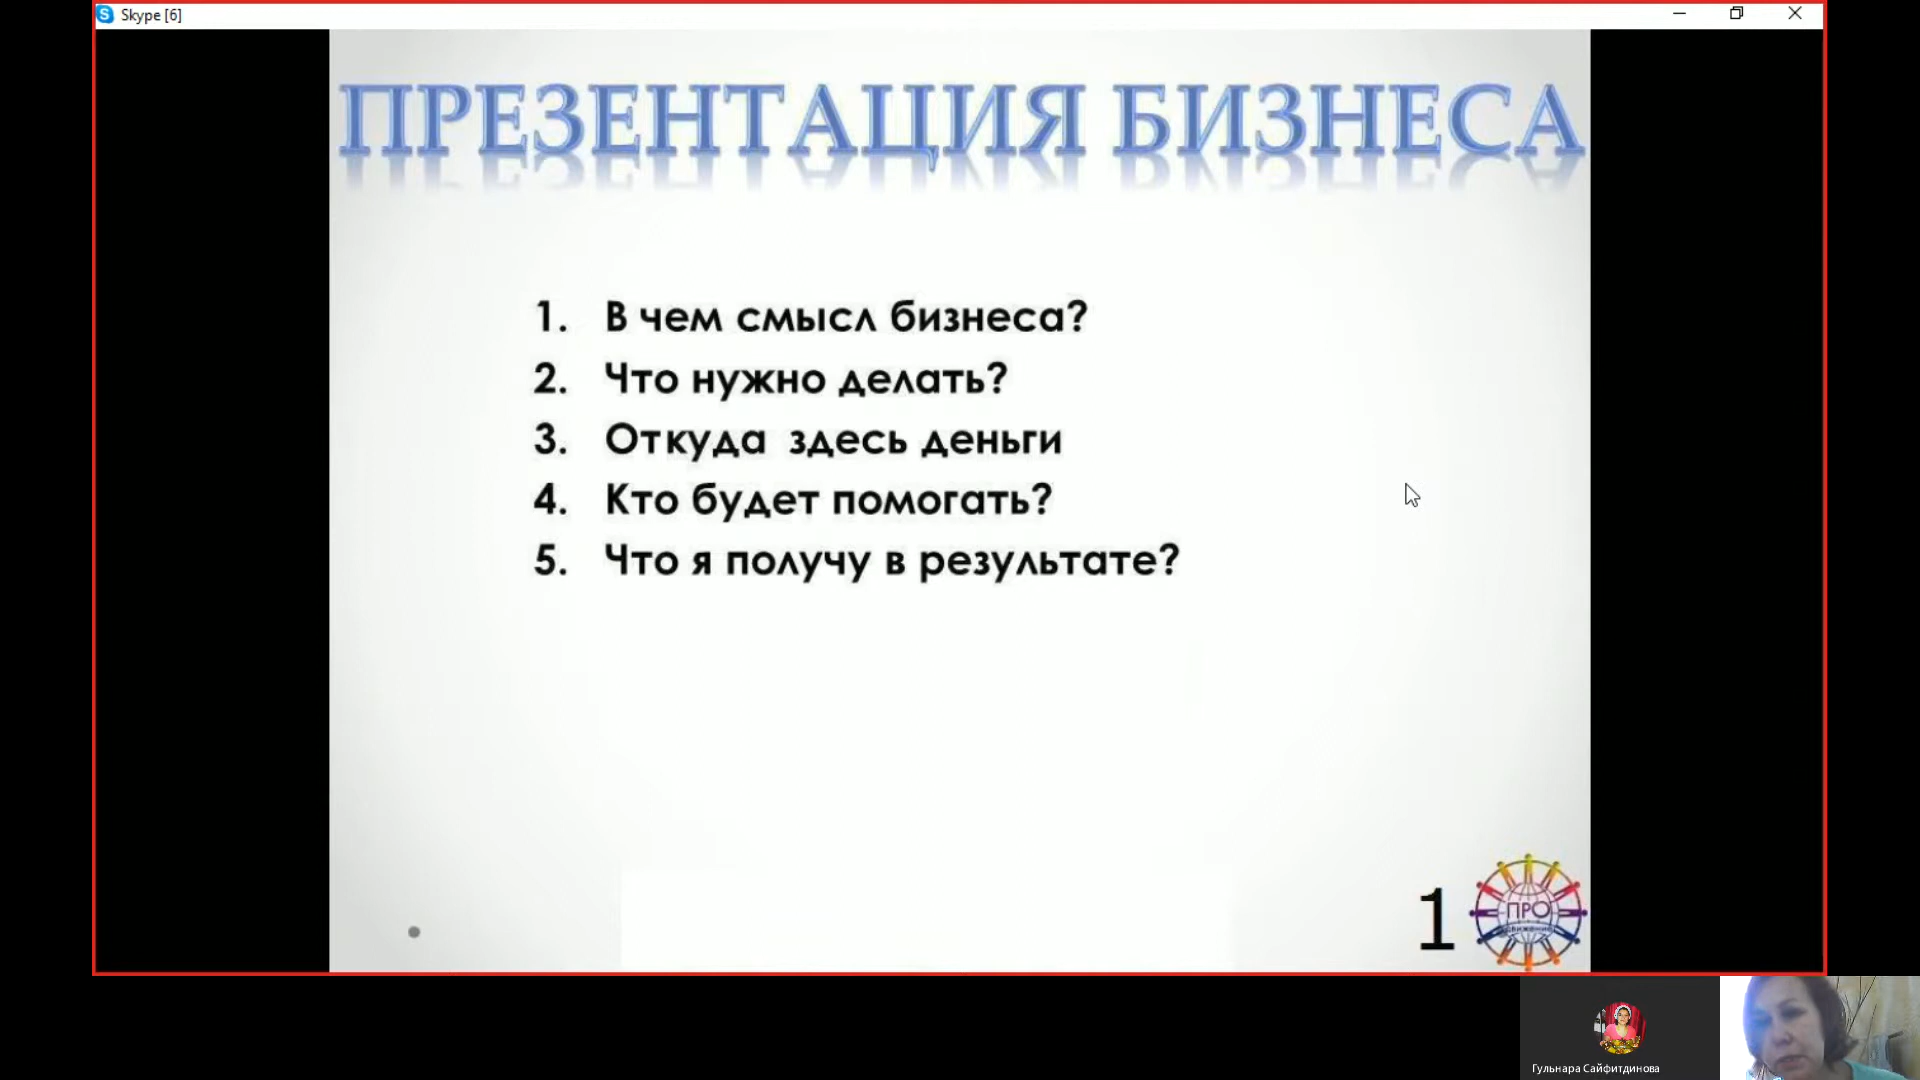 Skype [6]
ПРЕЗЕНТАЦИЯ БИЗНЕСА
1. В чем смысл бизнеса?
2. Что нужно делать?
3. Откуда здесь деньги
4. Кто будет помогать?
5. Что я получу в результате?
1
ПРО
движение
Гульнара Сайфитдинова